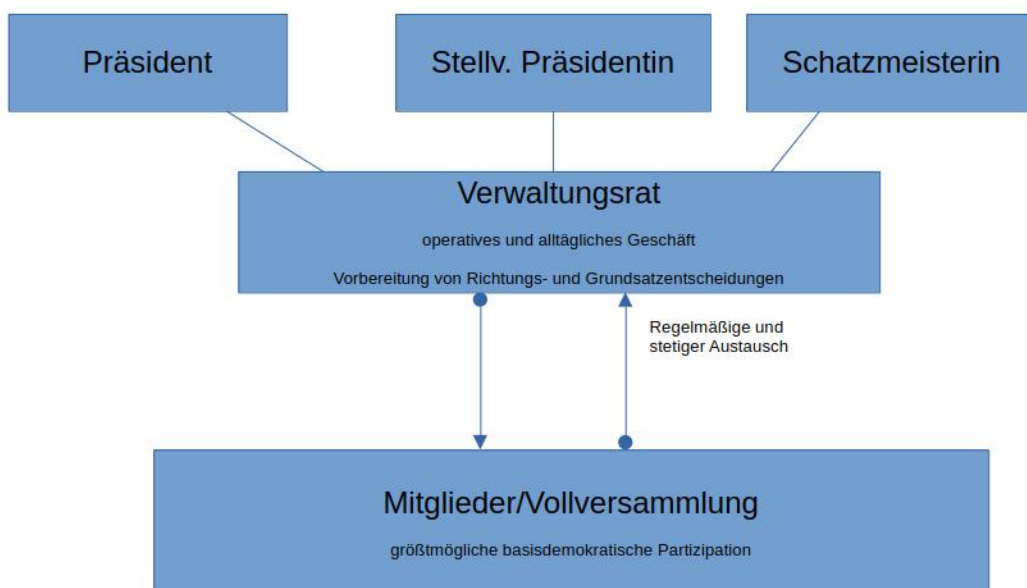 Präsident
Stellv. Präsidentin
Schatzmeisterin
Verwaltungsrat
operatives und alltägliches Geschäft
Vorbereitung von Richtungs- und Grundsatzentscheidungen
Regelmäßige und
stetiger Austausch
Mitglieder/Vollversammlung
größtmögliche basisdemokratische Partizipation